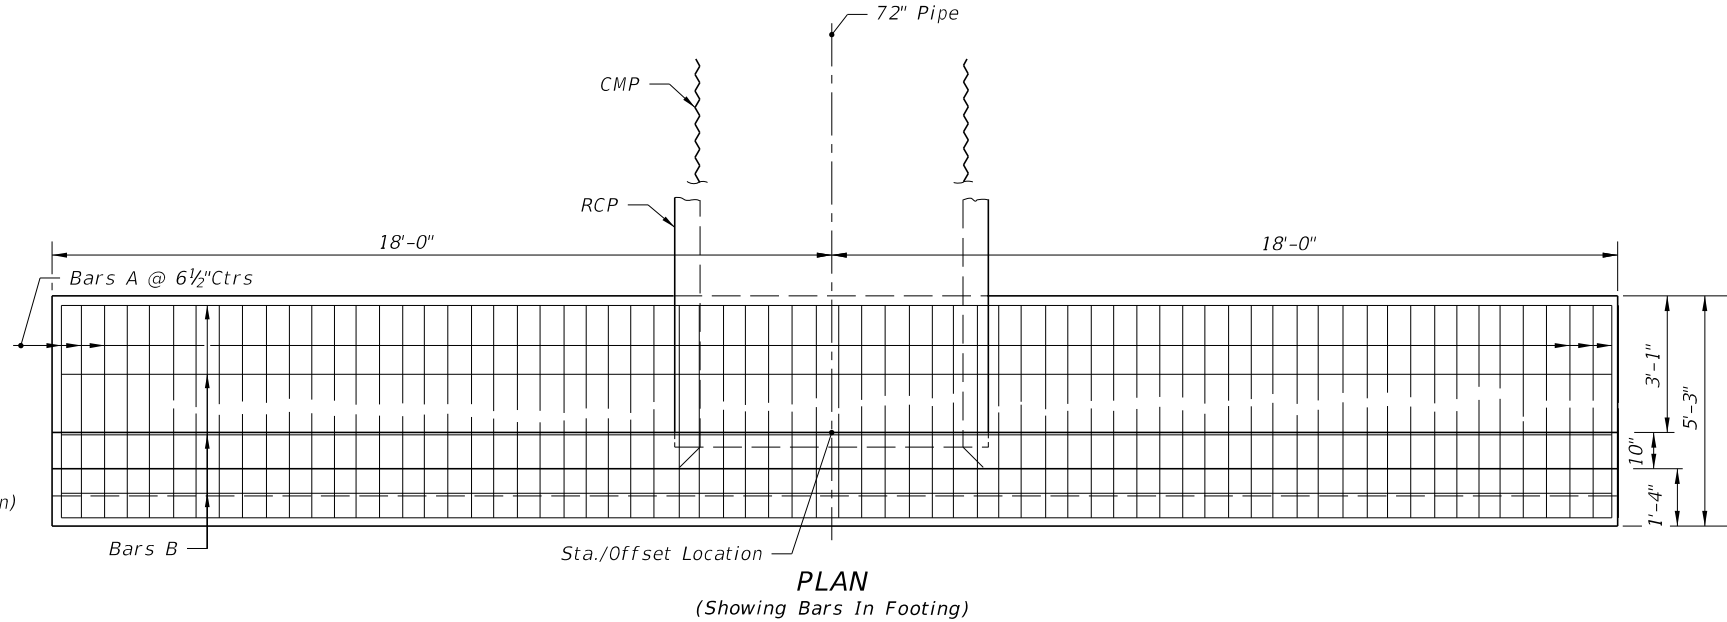 72" Pipe
CMP
RCP
18'-0"
18'-0"
Bars A @ 6½"Ctrs
3'-1"
5'-3"
10"
1'-4"
n)
Bars B
Sta./Offset Location
PLAN
(Showing Bars In Footing)